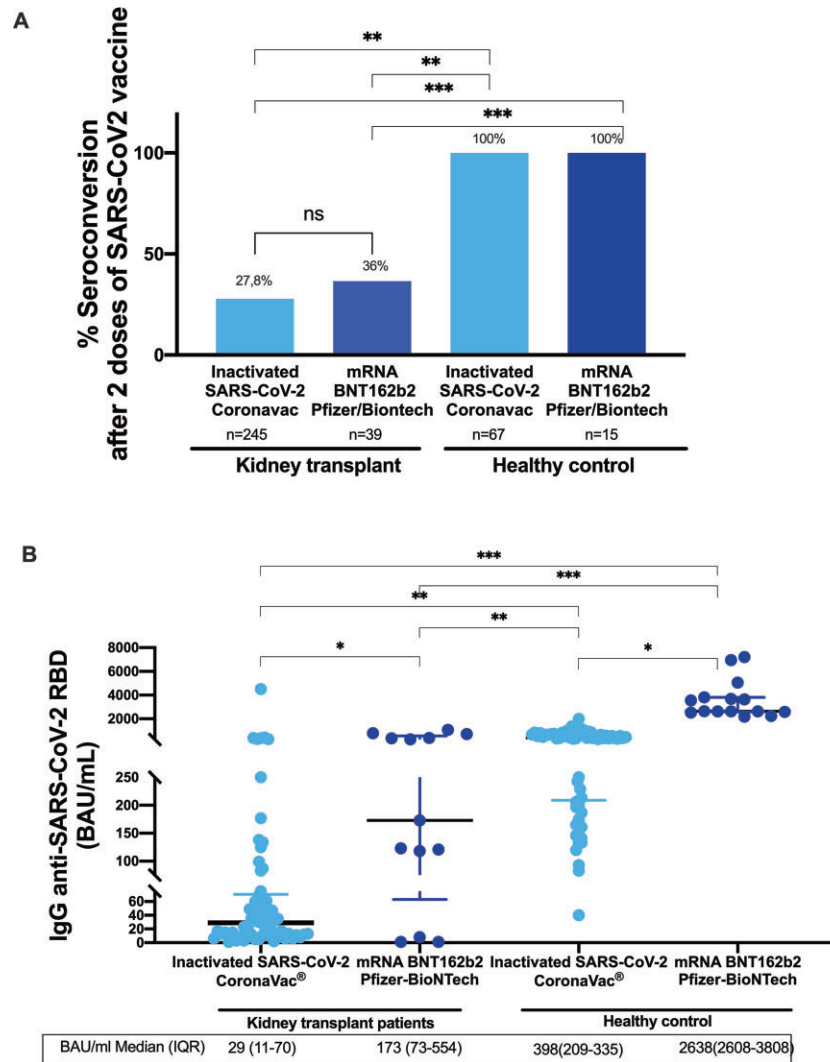 A
**
**
***
***
100%
100%
ns
27,8%
36%
% Seroconversion
after 2 doses of SARS-CoV2 vaccine
100
50
0
Inactivated SARS-CoV-2 Coronavac
mRNA BNT162b2 Pfizer/Biontech
Inactivated SARS-CoV-2 Coronavac
mRNA BNT162b2 Pfizer/Biontech
n=245 n=39 n=67 n=15
Kidney transplant Healthy control
B
***
***
**
**
*
*
IgG anti-SARS-CoV-2 RBD
(BAU/mL)
8000
6000
4000
2000
250
200
150
100
60
40
20
0
Inactivated SARS-CoV-2 CoronaVac®
mRNA BNT162b2 Pfizer-BioNTech
Inactivated SARS-CoV-2 CoronaVac®
mRNA BNT162b2 Pfizer-BioNTech
Kidney transplant patients Healthy control
BAU/ml Median (IQR) 29 (11-70) 173 (73-554) 398(209-335) 2638(2608-3808)